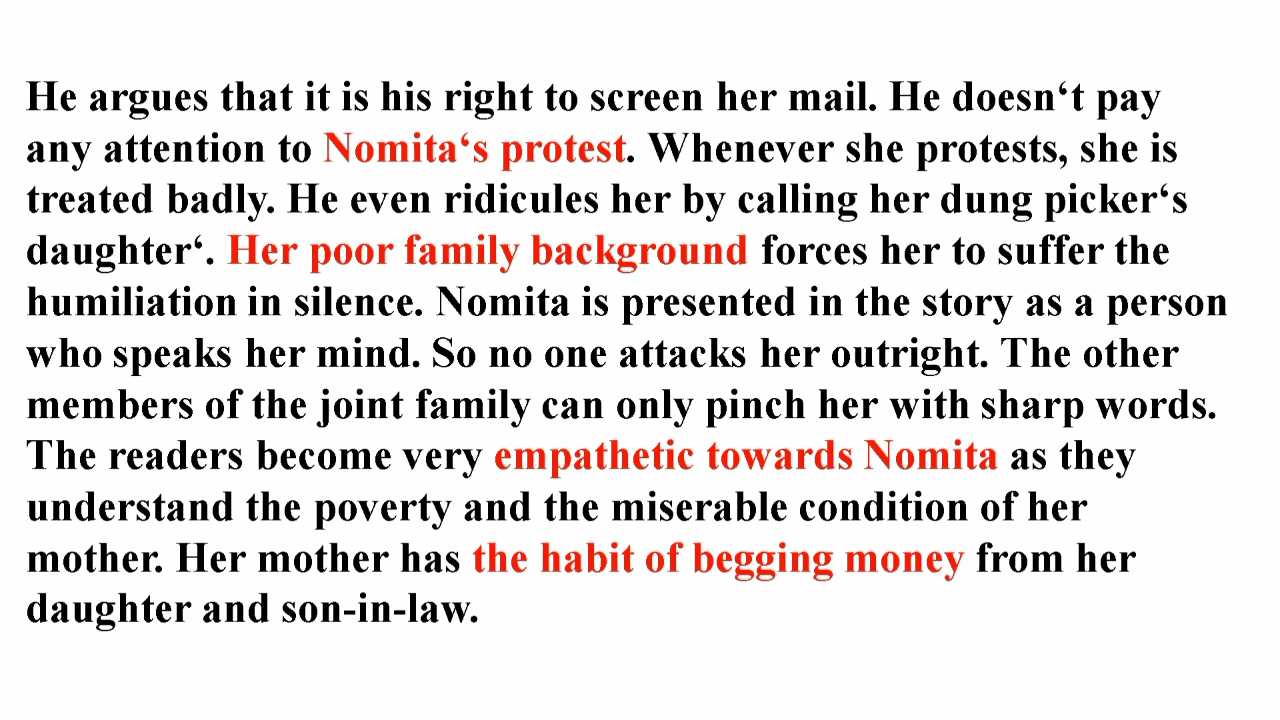 He argues that it is his right to screen her mail. He doesn‘t pay
any attention to Nomita‘s protest. Whenever she protests, she is
treated badly. He even ridicules her by calling her dung picker‘s
daughter‘. Her poor family background forces her to suffer the
humiliation in silence. Nomita is presented in the story as a person
who speaks her mind. So no one attacks her outright. The other
members of the joint family can only pinch her with sharp words.
The readers become very empathetic towards Nomita as they
understand the poverty and the miserable condition of her
mother. Her mother has the habit of begging money from her
daughter and son-in-law.